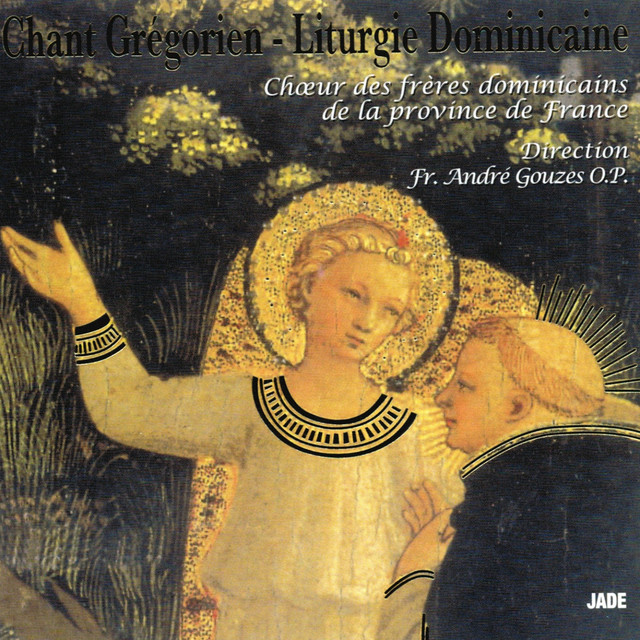 Chant Grégorien - Liturgie Dominicaine
Chœur des frères dominicains
de la province de France
Direction
Fr. André Gouzes O.P.
JADE